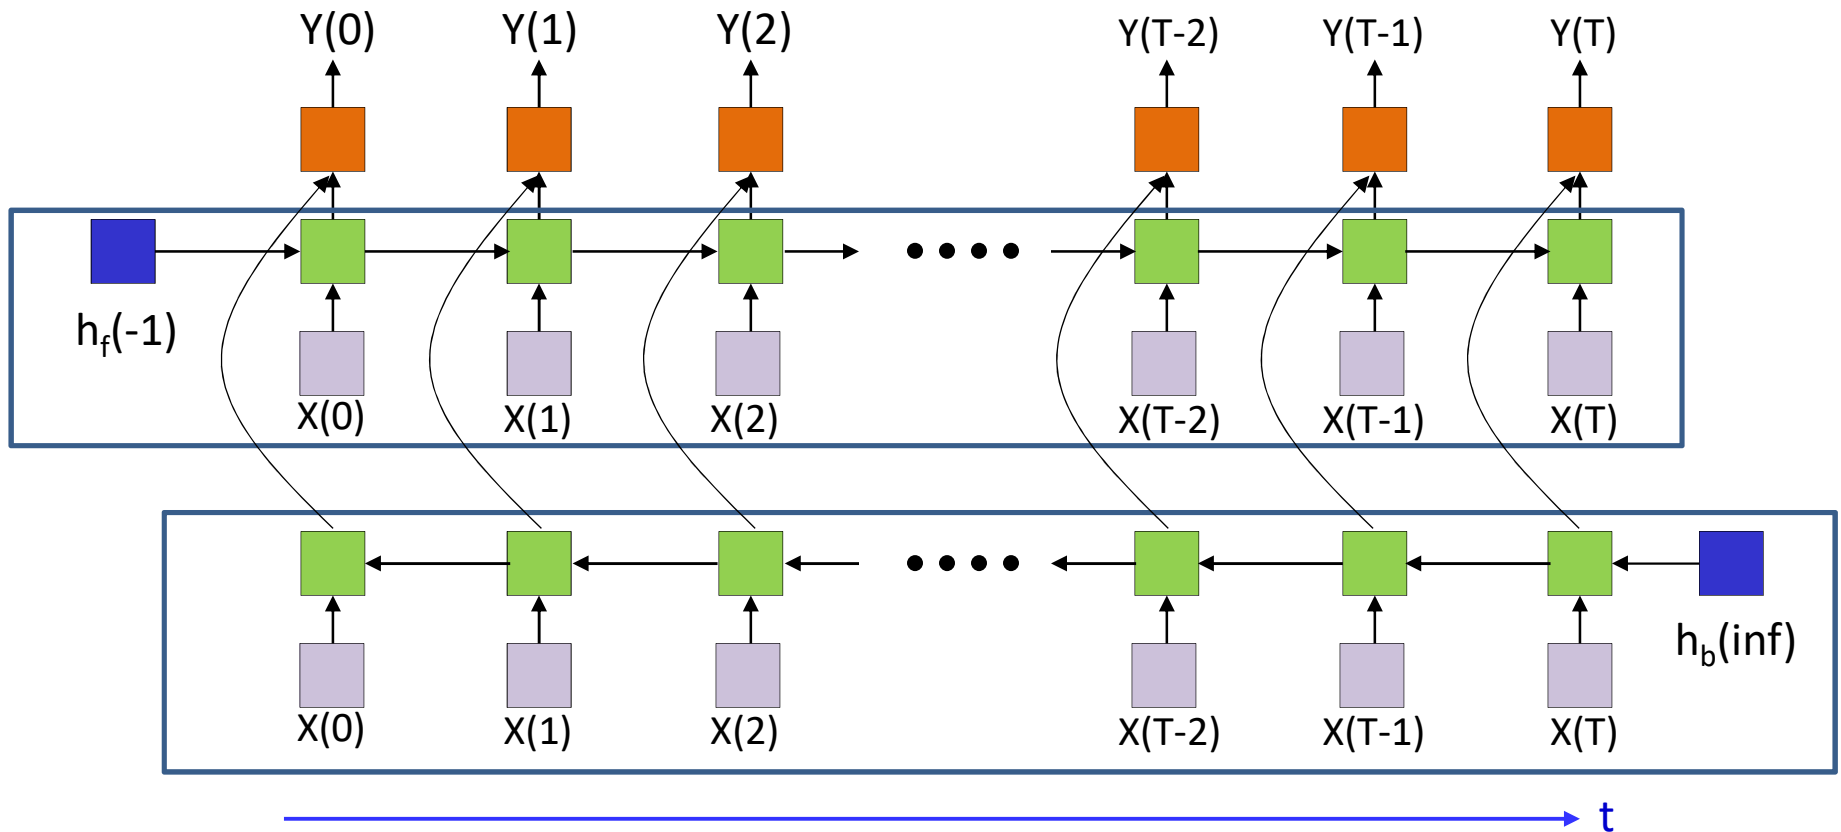 Y(0) Y(1) Y(2) Y(T-2) Y(T-1) Y(T)
h_f(-1)
X(0) X(1) X(2) X(T-2) X(T-1) X(T)
h_b(inf)
X(0) X(1) X(2) X(T-2) X(T-1) X(T)
t